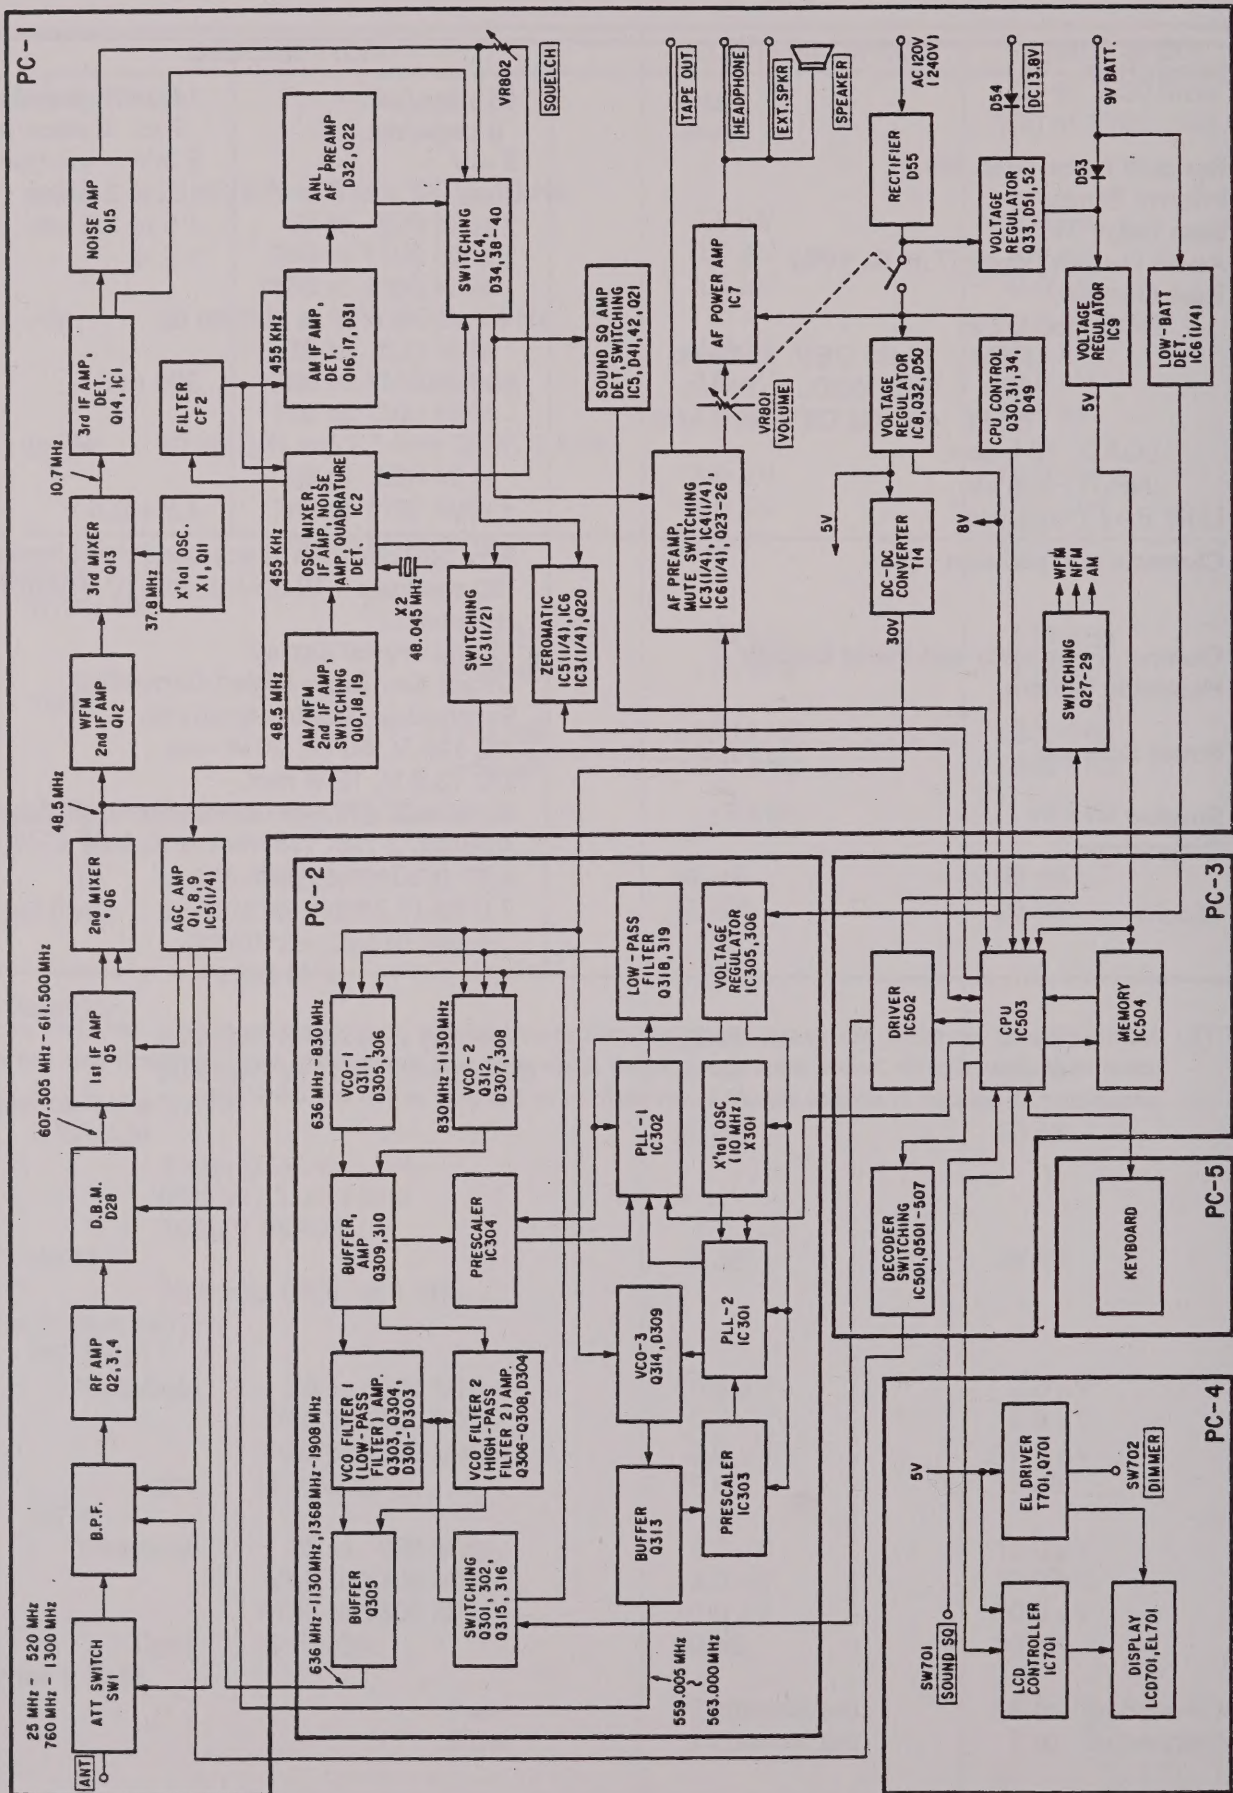 PC-1
25 MHz - 520 MHz
760 MHz - 1300 MHz
ANT
ATT SWITCH
SW1
B.P.F.
RF AMP
Q2,3,4
D.B.M.
D28
607.505 MHz - 611.500 MHz
1st IF AMP
Q5
2nd MIXER
Q6
48.5 MHz
WFM
2nd IF AMP
Q12
3rd MIXER
Q13
10.7 MHz
3rd IF AMP,
DET.
Q14, IC1
NOISE AMP
Q15
AGC AMP
Q1, 8, 9
IC5(1/4)
37.8 MHz
X'tal OSC.
X1, Q11
FILTER
CF2
48.5 MHz
AM/NFM
2nd IF AMP,
SWITCHING
Q10, 18, 19
455 KHz
OSC, MIXER
IF AMP, NOISE
AMP, QUADRATURE
DET. IC2
455 KHz
AM IF AMP,
DET.
Q16, 17, D31
ANL,
AF PREAMP
D32, Q22
VR802
SQUELCH
X2
48.045 MHz
SWITCHING
IC4,
D34, 38-40
SWITCHING
IC3(1/2)
ZEROMATIC
IC5(1/4), IC6
IC3(1/4), Q20
SOUND SQ AMP
DET, SWITCHING
IC5, D41, 42, Q21
AF PREAMP,
MUTE SWITCHING
IC3(1/4), IC4(1/4),
IC6(1/4), Q23-26
VR801
VOLUME
AF POWER AMP
IC7
TAPE OUT
HEADPHONE
EXT. SPKR
SPEAKER
5V
30V
DC-DC
CONVERTER
T14
VOLTAGE
REGULATOR
IC8, Q32, D50
8V
RECTIFIER
D55
AC 120V
(240V)
CPU CONTROL
Q30, 31, 34,
D49
VOLTAGE
REGULATOR
Q33, D51, 52
D54
DC 13.8V
SWITCHING
Q27-29
WFM
NFM
AM
5V
VOLTAGE
REGULATOR
IC9
D53
9V BATT.
LOW-BATT
DET.
IC6(1/4)
PC-2
636 MHz-1130 MHz, 1368 MHz-1908 MHz
BUFFER
Q305
VCO FILTER 1
(LOW-PASS
FILTER) AMP.
Q303, Q304,
D301-D303
BUFFER,
AMP
Q309, 310
636 MHz-830 MHz
VCO-1
Q311,
D305, 306
830 MHz-1130 MHz
VCO-2
Q312,
D307, 308
SWITCHING
Q301, 302,
Q315, 316
VCO FILTER 2
(HIGH-PASS
FILTER 2) AMP.
Q306-Q308, D304
PRESCALER
IC304
PLL-1
IC302
LOW-PASS
FILTER
Q318, 319
559.005 MHz
~
563.000 MHz
BUFFER
Q313
VCO-3
Q314, D309
X'tal OSC
(10 MHz)
X301
VOLTAGE
REGULATOR
IC305, 306
PRESCALER
IC303
PLL-2
IC301
PC-3
DECODER
SWITCHING
IC501, Q501-507
DRIVER
IC502
CPU
IC503
MEMORY
IC504
PC-5
KEYBOARD
PC-4
SW701
SOUND SQ
5V
LCD
CONTROLLER
IC701
EL DRIVER
T701, Q701
SW702
DIMMER
DISPLAY
LCD701, EL701